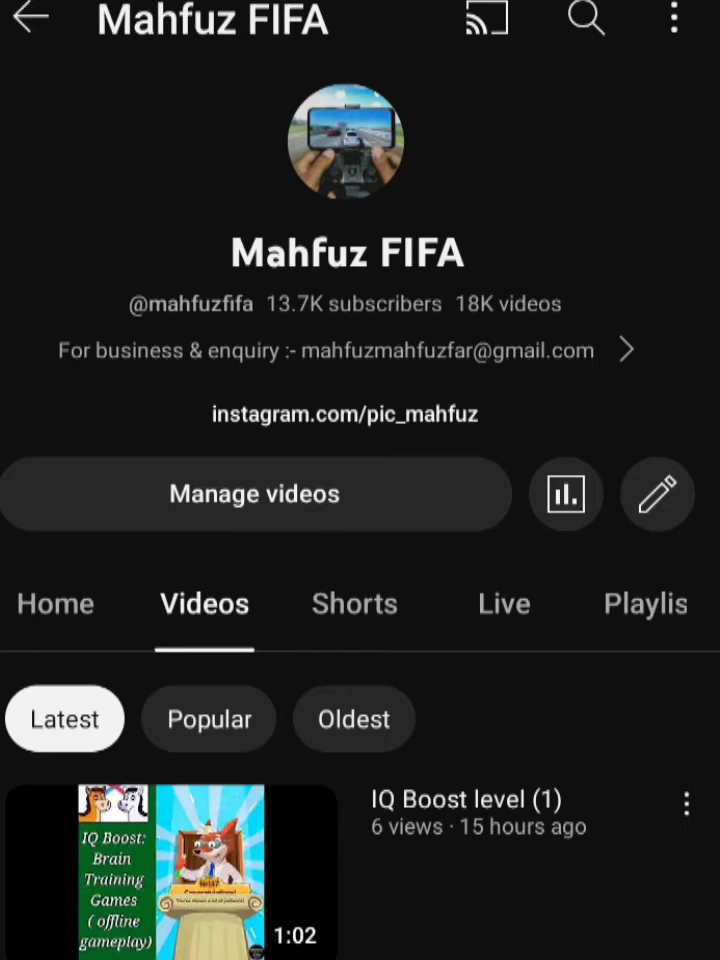 Mahfuz FIFA
Mahfuz FIFA
@mahfuzfifa 13.7K subscribers 18K videos
For business & enquiry :- mahfuzmahfuzfar@gmail.com
instagram.com/pic_mahfuz
Manage videos
Home Videos Shorts Live Playlis
Latest Popular Oldest
IQ Boost level (1)
6 views · 15 hours ago
IQ Boost:
Brain
Training
Games
( offline
gameplay)
1:02